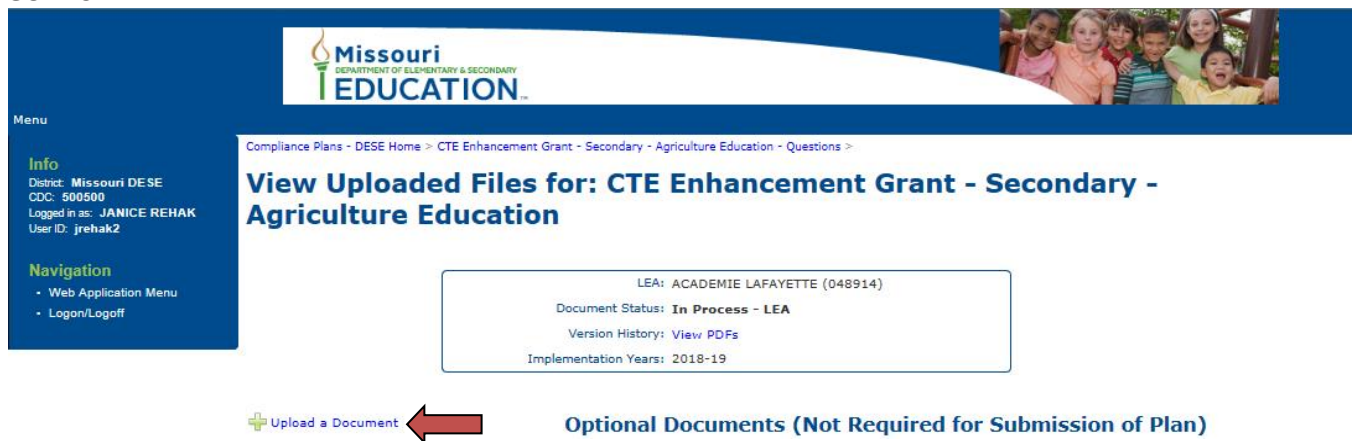 Missouri
DEPARTMENT OF ELEMENTARY & SECONDARY
EDUCATION
Menu
Compliance Plans - DESE Home > CTE Enhancement Grant - Secondary - Agriculture Education - Questions >
Info
District: Missouri DESE
CDC: 500500
Logged in as: JANICE REHAK
User ID: jrehak2
Navigation
• Web Application Menu
• Logon/Logoff
View Uploaded Files for: CTE Enhancement Grant - Secondary -
Agriculture Education
LEA: ACADEMIE LAFAYETTE (048914)
Document Status: In Process - LEA
Version History: View PDFs
Implementation Years: 2018-19
Upload a Document
Optional Documents (Not Required for Submission of Plan)